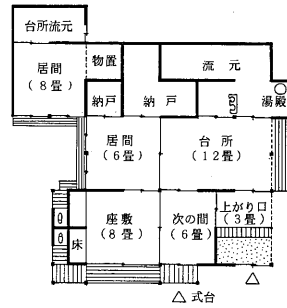 台所流元
居間
(8畳)
物置
流元
納戸
納戸
湯殿
居間
(6畳)
台所
(12畳)
座敷
(8畳)
次の間
(6畳)
上がり口
(3畳)
床
△式台
△